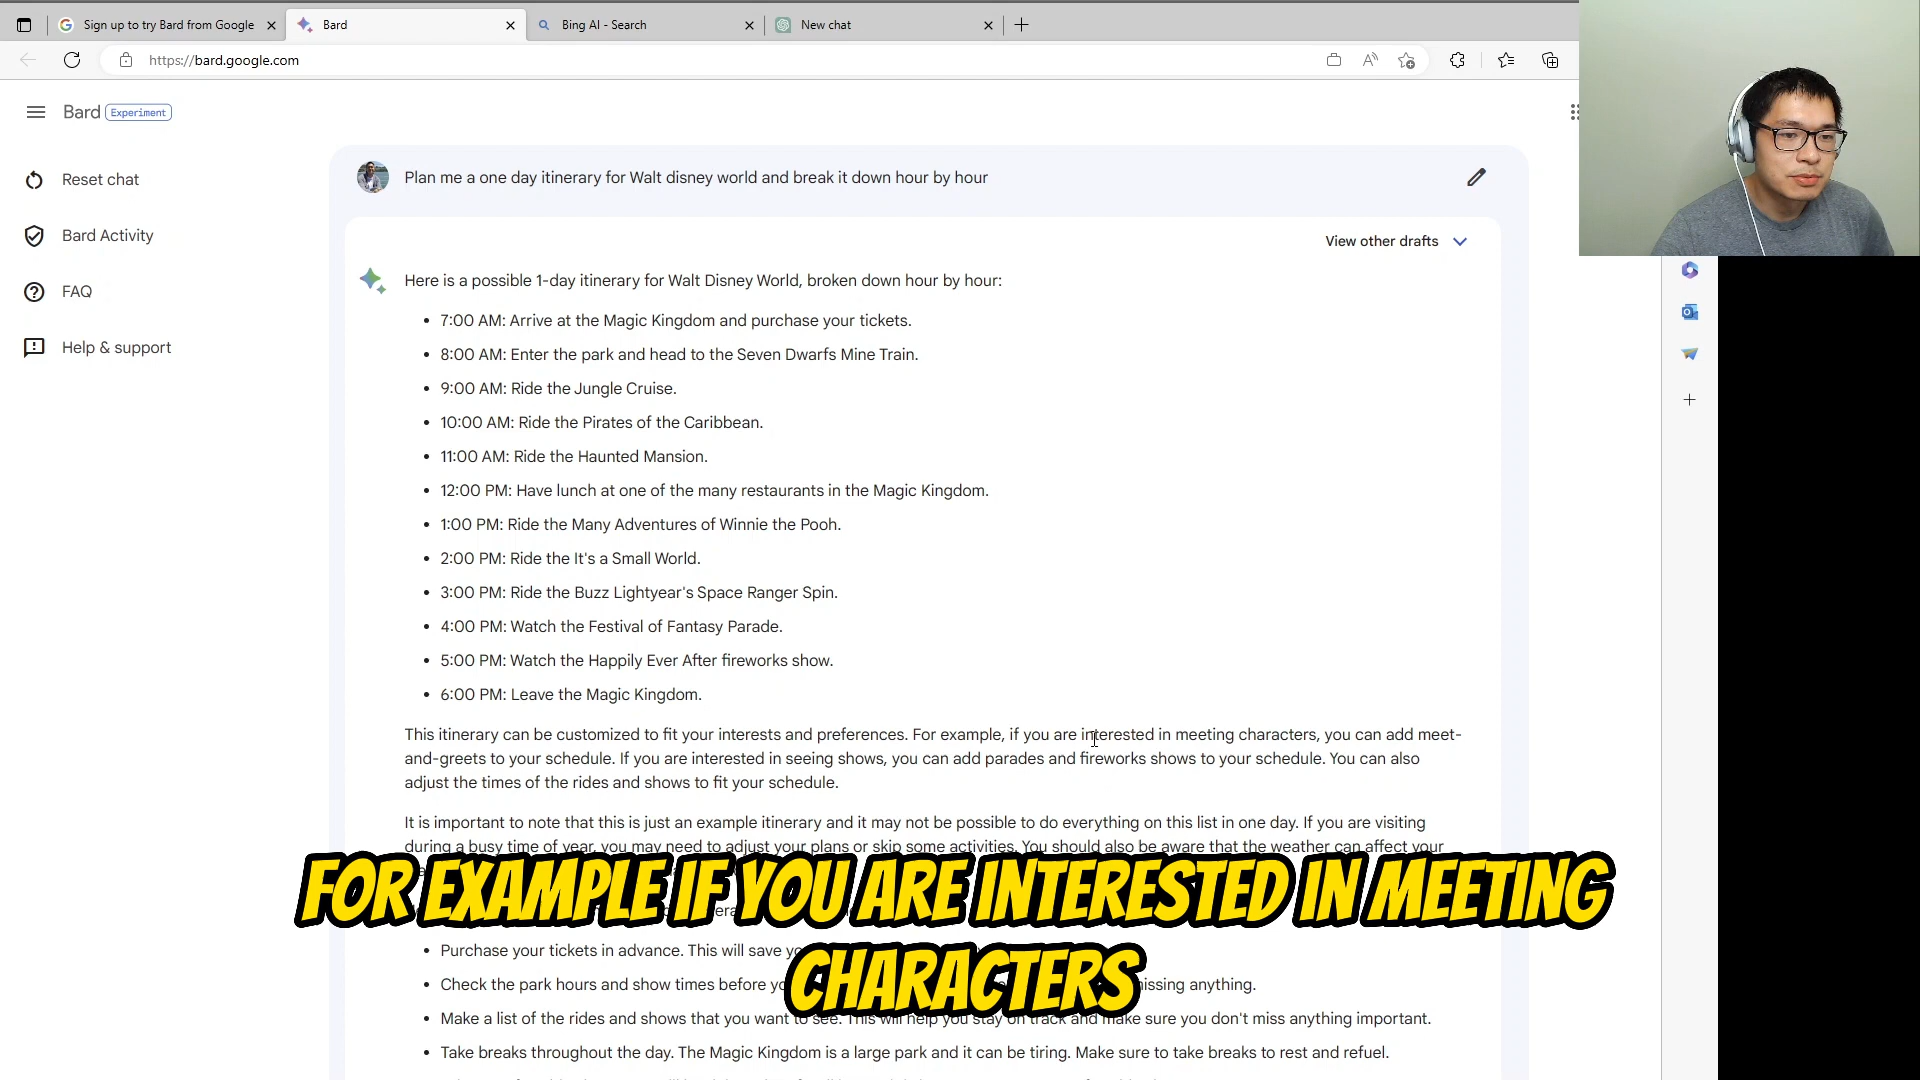 Sign up to try Bard from Google
Bard
Bing AI - Search
New chat
https://bard.google.com
Bard Experiment
Reset chat
Bard Activity
FAQ
Help & support
Plan me a one day itinerary for Walt disney world and break it down hour by hour
View other drafts
Here is a possible 1-day itinerary for Walt Disney World, broken down hour by hour:
• 7:00 AM: Arrive at the Magic Kingdom and purchase your tickets.
• 8:00 AM: Enter the park and head to the Seven Dwarfs Mine Train.
• 9:00 AM: Ride the Jungle Cruise.
• 10:00 AM: Ride the Pirates of the Caribbean.
• 11:00 AM: Ride the Haunted Mansion.
• 12:00 PM: Have lunch at one of the many restaurants in the Magic Kingdom.
• 1:00 PM: Ride the Many Adventures of Winnie the Pooh.
• 2:00 PM: Ride the It's a Small World.
• 3:00 PM: Ride the Buzz Lightyear's Space Ranger Spin.
• 4:00 PM: Watch the Festival of Fantasy Parade.
• 5:00 PM: Watch the Happily Ever After fireworks show.
• 6:00 PM: Leave the Magic Kingdom.
This itinerary can be customized to fit your interests and preferences. For example, if you are interested in meeting characters, you can add meet-
and-greets to your schedule. If you are interested in seeing shows, you can add parades and fireworks shows to your schedule. You can also
adjust the times of the rides and shows to fit your schedule.
It is important to note that this is just an example itinerary and it may not be possible to do everything on this list in one day. If you are visiting
during a busy time of year, you may need to adjust your plans or skip some activities. You should also be aware that the weather can affect your
FOR EXAMPLE IF YOU ARE INTERESTED IN MEETING
CHARACTERS
• Purchase your tickets in advance. This will save
• Check the park hours and show times before missing anything.
• Make a list of the rides and shows that you want to see. This will help you stay on track and make sure you don't miss anything important.
• Take breaks throughout the day. The Magic Kingdom is a large park and it can be tiring. Make sure to take breaks to rest and refuel.